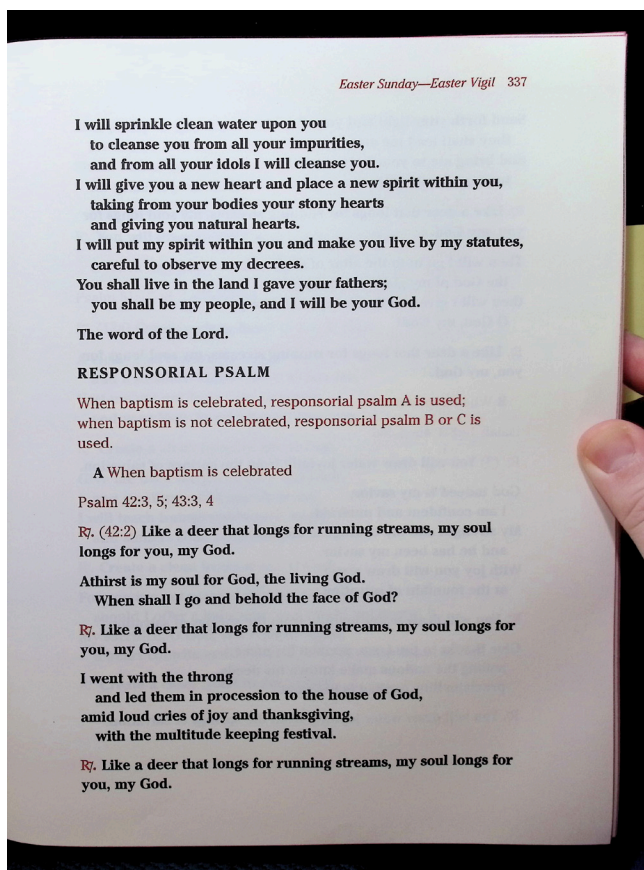 Easter Sunday—Easter Vigil 337
I will sprinkle clean water upon you
to cleanse you from all your impurities,
and from all your idols I will cleanse you.
I will give you a new heart and place a new spirit within you,
taking from your bodies your stony hearts
and giving you natural hearts.
I will put my spirit within you and make you live by my statutes,
careful to observe my decrees.
You shall live in the land I gave your fathers;
you shall be my people, and I will be your God.
The word of the Lord.
RESPONSORIAL PSALM
When baptism is celebrated, responsorial psalm A is used;
when baptism is not celebrated, responsorial psalm B or C is
used.
A When baptism is celebrated
Psalm 42:3, 5; 43:3, 4
℟. (42:2) Like a deer that longs for running streams, my soul
longs for you, my God.
Athirst is my soul for God, the living God.
When shall I go and behold the face of God?
℟. Like a deer that longs for running streams, my soul longs for
you, my God.
I went with the throng
and led them in procession to the house of God,
amid loud cries of joy and thanksgiving,
with the multitude keeping festival.
℟. Like a deer that longs for running streams, my soul longs for
you, my God.